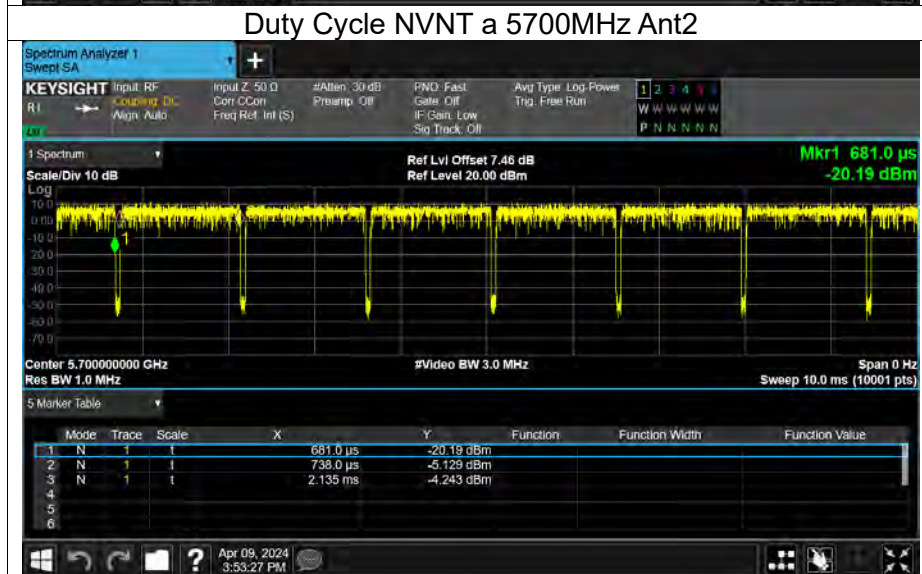 Duty Cycle NVNT a 5700MHz Ant2
Spectrum Analyzer 1
Swept SA
+
KEYSIGHT Input: RF Input Z: 50 Ω #Atten: 30 dB PNO: Fast Avg Type: Log-Power 1 2 3 4 5 6
Coupling: DC Corr CCorr Preamp: Off Gate: Off Trig: Free Run W W W W W W
Align: Auto Freq Ref: Int (S) IF Gain: Low
Sig Track: Off P N N N N N
1 Spectrum
Ref Lvl Offset 7.46 dB Mkr1 681.0 µs
Scale/Div 10 dB Ref Level 20.00 dBm -20.19 dBm
Log
10.0
0.00
-10.0
-20.0
-30.0
-40.0
-50.0
-60.0
-70.0
1
Center 5.700000000 GHz #Video BW 3.0 MHz Span 0 Hz
Res BW 1.0 MHz Sweep 10.0 ms (10001 pts)
5 Marker Table
Mode Trace Scale X Y Function Function Width Function Value
1 N 1 t 681.0 µs -20.19 dBm
2 N 1 t 738.0 µs -5.129 dBm
3 N 1 t 2.135 ms -4.243 dBm
4
5
6
? Apr 09, 2024
3:53:27 PM